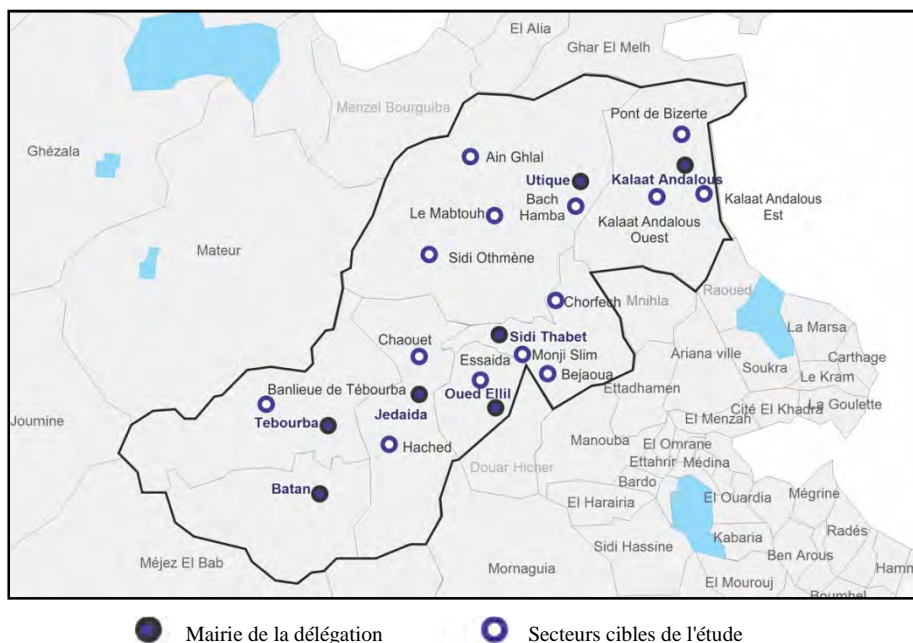 El Alia
Ghar El Melh
Menzel Bourguiba
Pont de Bizerte
Ghézala
Ain Ghlal
Utique
Kalaat Andalous
Bach
Hamba
Kalaat Andalous
Est
Le Mabtouh
Kalaat Andalous
Ouest
Mateur
Sidi Othmène
Mnihla
Raoued
Chorfech
La Marsa
Chaouet
Sidi Thabet
Monji Slim
Ariana ville
Carthage
Essaida
Soukra
Le Kram
Bejaoua
Banlieue de Tébourba
Oued Ellil
Ettadhamen
La Goulette
Cité El Khadra
Jedaida
El Menzah
Joumine
Tebourba
Manouba
El Omrane
Hached
Ettahrir
Médina
Douar Hicher
Bardo
Batan
El Harairia
El Ouardia
Mégrine
Kabaria
Radés
Sidi Hassine
Ben Arous
Méjez El Bab
Mornaguia
El Mourouj
Hamm
Boumhel
Mairie de la délégation
Secteurs cibles de l'étude